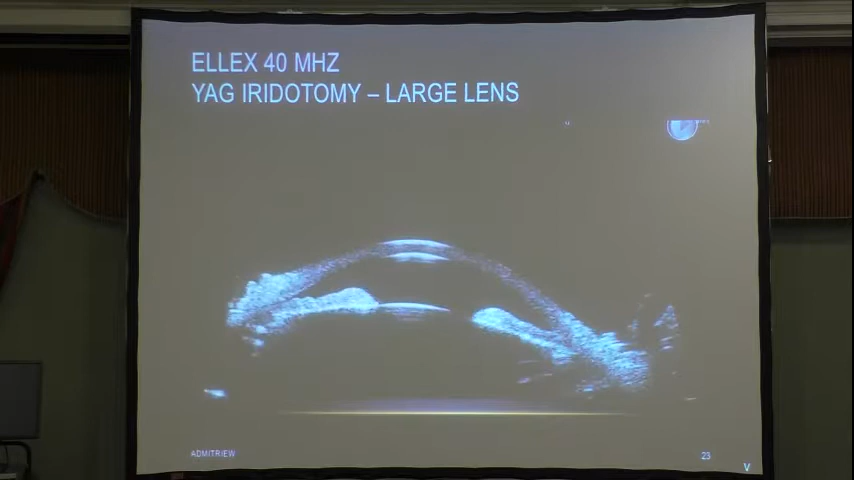 ELLEX 40 MHZ
YAG IRIDOTOMY – LARGE LENS
ADMITRIEW
23
V